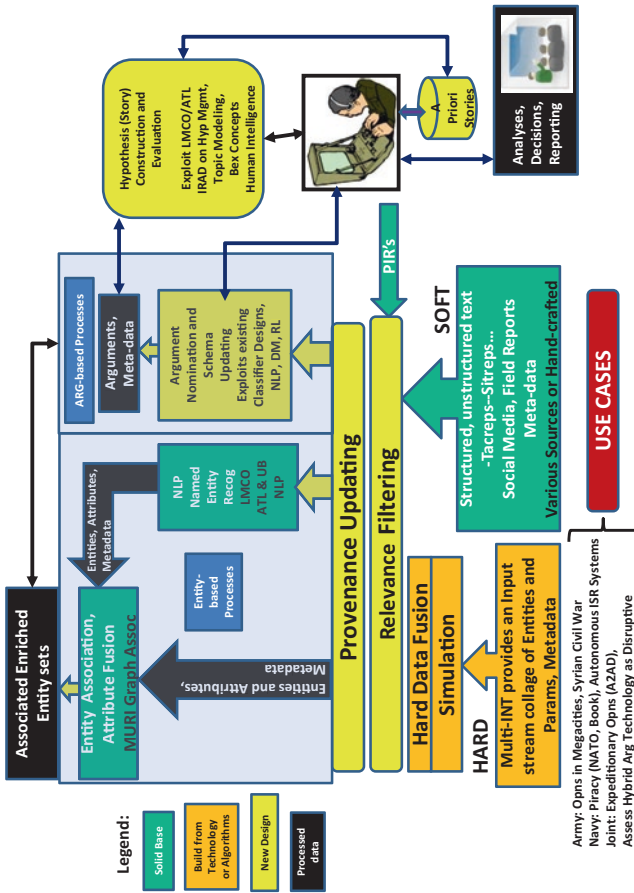 Associated Enriched
Entity sets
Entity Association,
Attribute Fusion
MURI Graph Assoc
Entities, Attributes,
Metadata
Entities and Attributes,
Metadata
Entity-
based
Processes
NLP
Named
Entity
Recog
LMCO
ATL & UB
NLP
ARG-based Processes
Arguments,
Meta-data
Argument
Nomination and
Schema
Updating
Exploits existing
Classifier Designs,
NLP, DM, RL
Hypothesis (Story)
Construction and
Evaluation
Exploit LMCO/ATL
IRAD on Hyp Mgmt,
Topic Modeling,
Bex Concepts
Human Intelligence
A
Priori
Stories
Analyses,
Decisions,
Reporting
Provenance Updating
Relevance Filtering
PIR's
Hard Data Fusion
Simulation
HARD
Multi-INT provides an Input
stream collage of Entities and
Params, Metadata
SOFT
Structured, unstructured text
-Tacreps--Sitreps...
Social Media, Field Reports
Meta-data
Various Sources or Hand-crafted
USE CASES
Army: Opns in Megacities, Syrian Civil War
Navy: Piracy (NATO, Book), Autonomous ISR Systems
Joint: Expeditionary Opns (A2AD),
Assess Hybrid Arg Technology as Disruptive
Legend:
Solid Base
Build from
Technology
or Algorithms
New Design
Processed
data